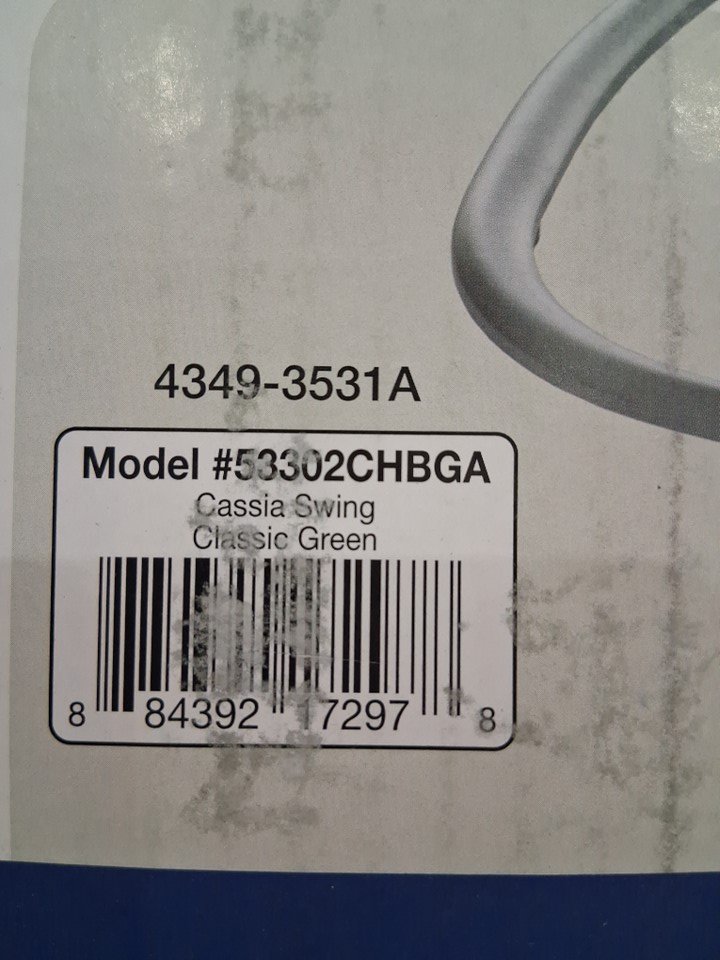 4349-3531A
Model #53302CHBGA
Cassia Swing
Classic Green
8 84392 17297 8